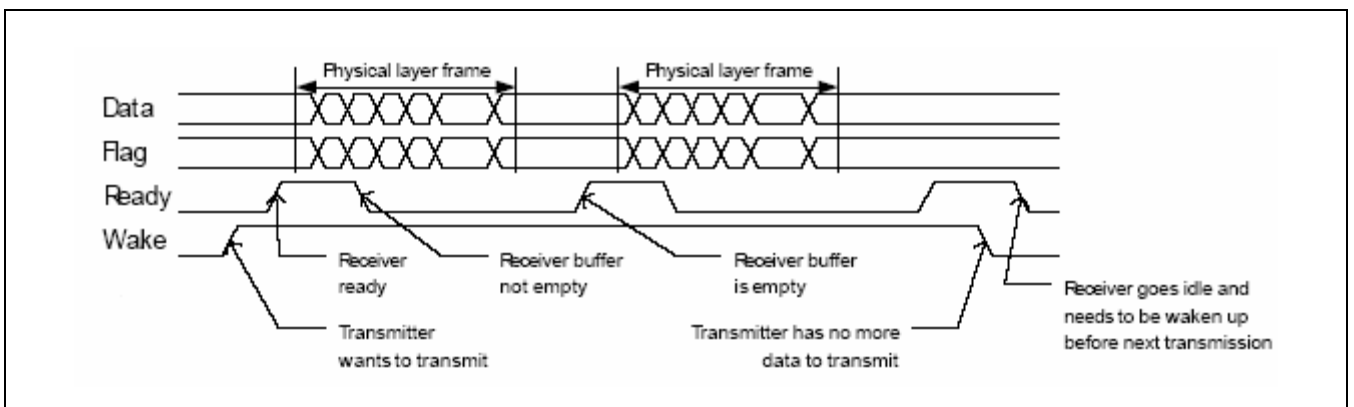 Physical layer frame
Physical layer frame
Data
Flag
Ready
Wake
Receiver
ready
Receiver buffer
not empty
Receiver buffer
is empty
Receiver goes idle and
needs to be waken up
before next transmission
Transmitter
wants to transmit
Transmitter has no more
data to transmit